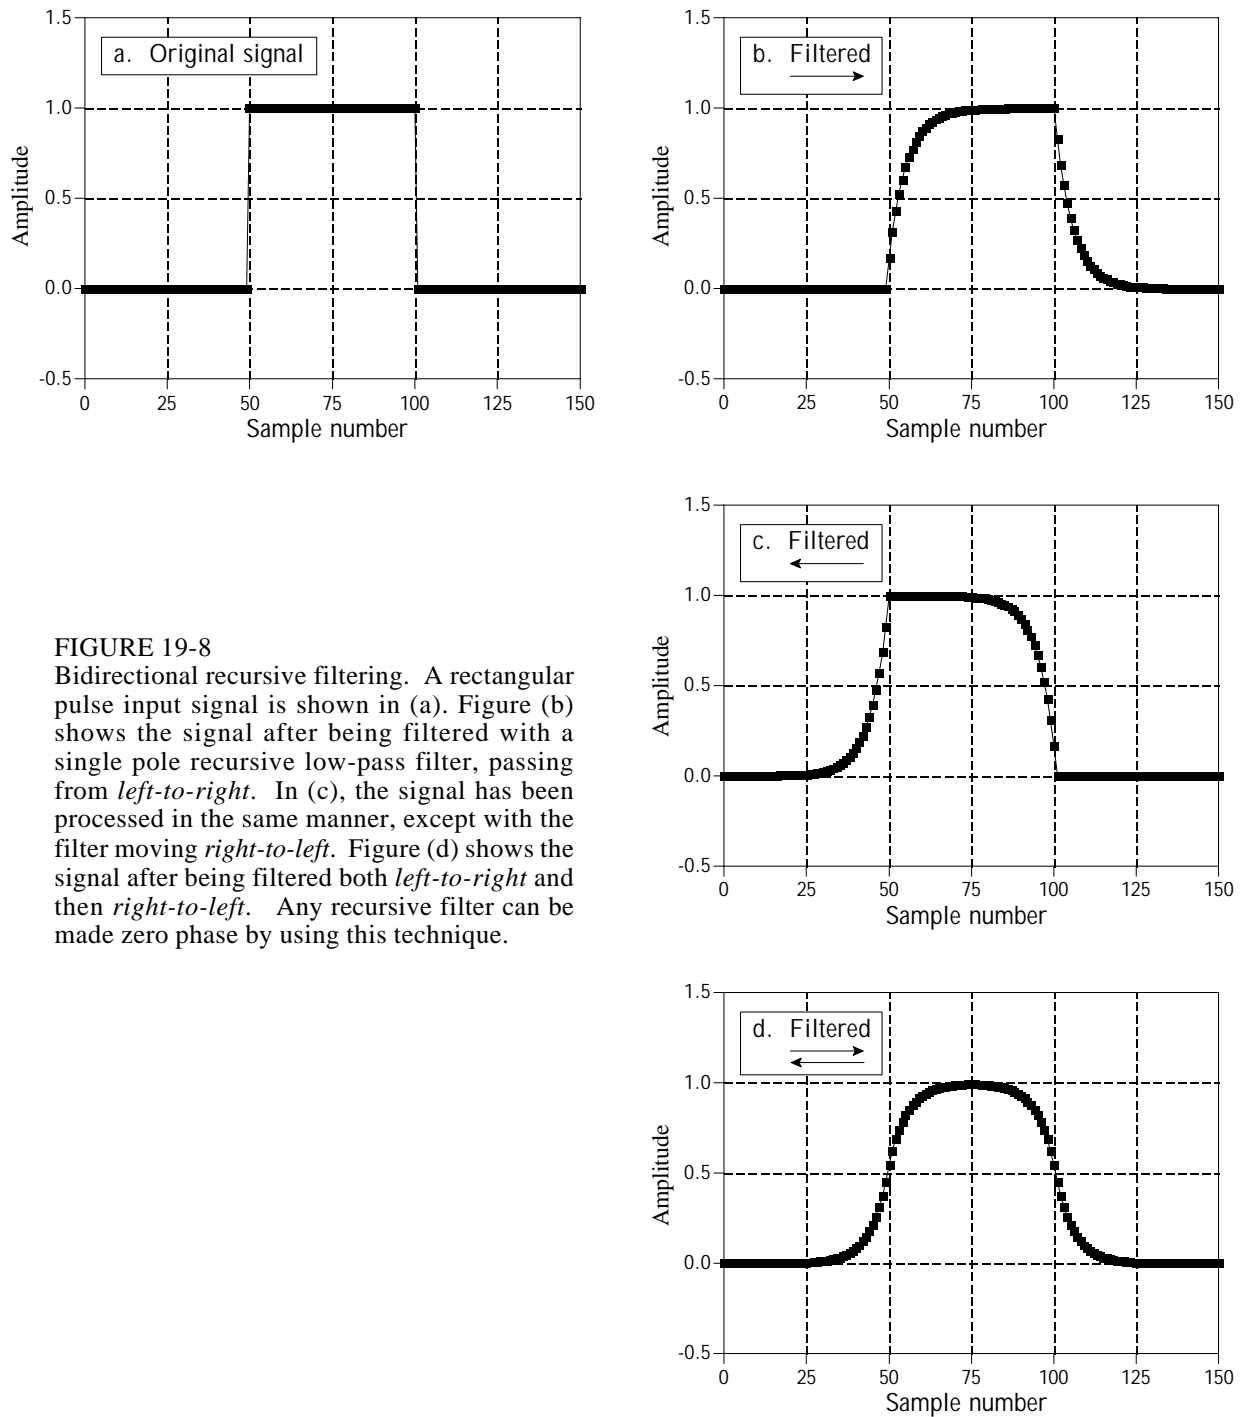 1.5
1.0
0.5
0.0
-0.5
Amplitude
a. Original signal
0 25 50 75 100 125 150
Sample number
1.5
1.0
0.5
0.0
-0.5
Amplitude
b. Filtered
0 25 50 75 100 125 150
Sample number
1.5
1.0
0.5
0.0
-0.5
Amplitude
c. Filtered
0 25 50 75 100 125 150
Sample number
FIGURE 19-8
Bidirectional recursive filtering. A rectangular
pulse input signal is shown in (a). Figure (b)
shows the signal after being filtered with a
single pole recursive low-pass filter, passing
from left-to-right. In (c), the signal has been
processed in the same manner, except with the
filter moving right-to-left. Figure (d) shows the
signal after being filtered both left-to-right and
then right-to-left. Any recursive filter can be
made zero phase by using this technique.
1.5
1.0
0.5
0.0
-0.5
Amplitude
d. Filtered
0 25 50 75 100 125 150
Sample number